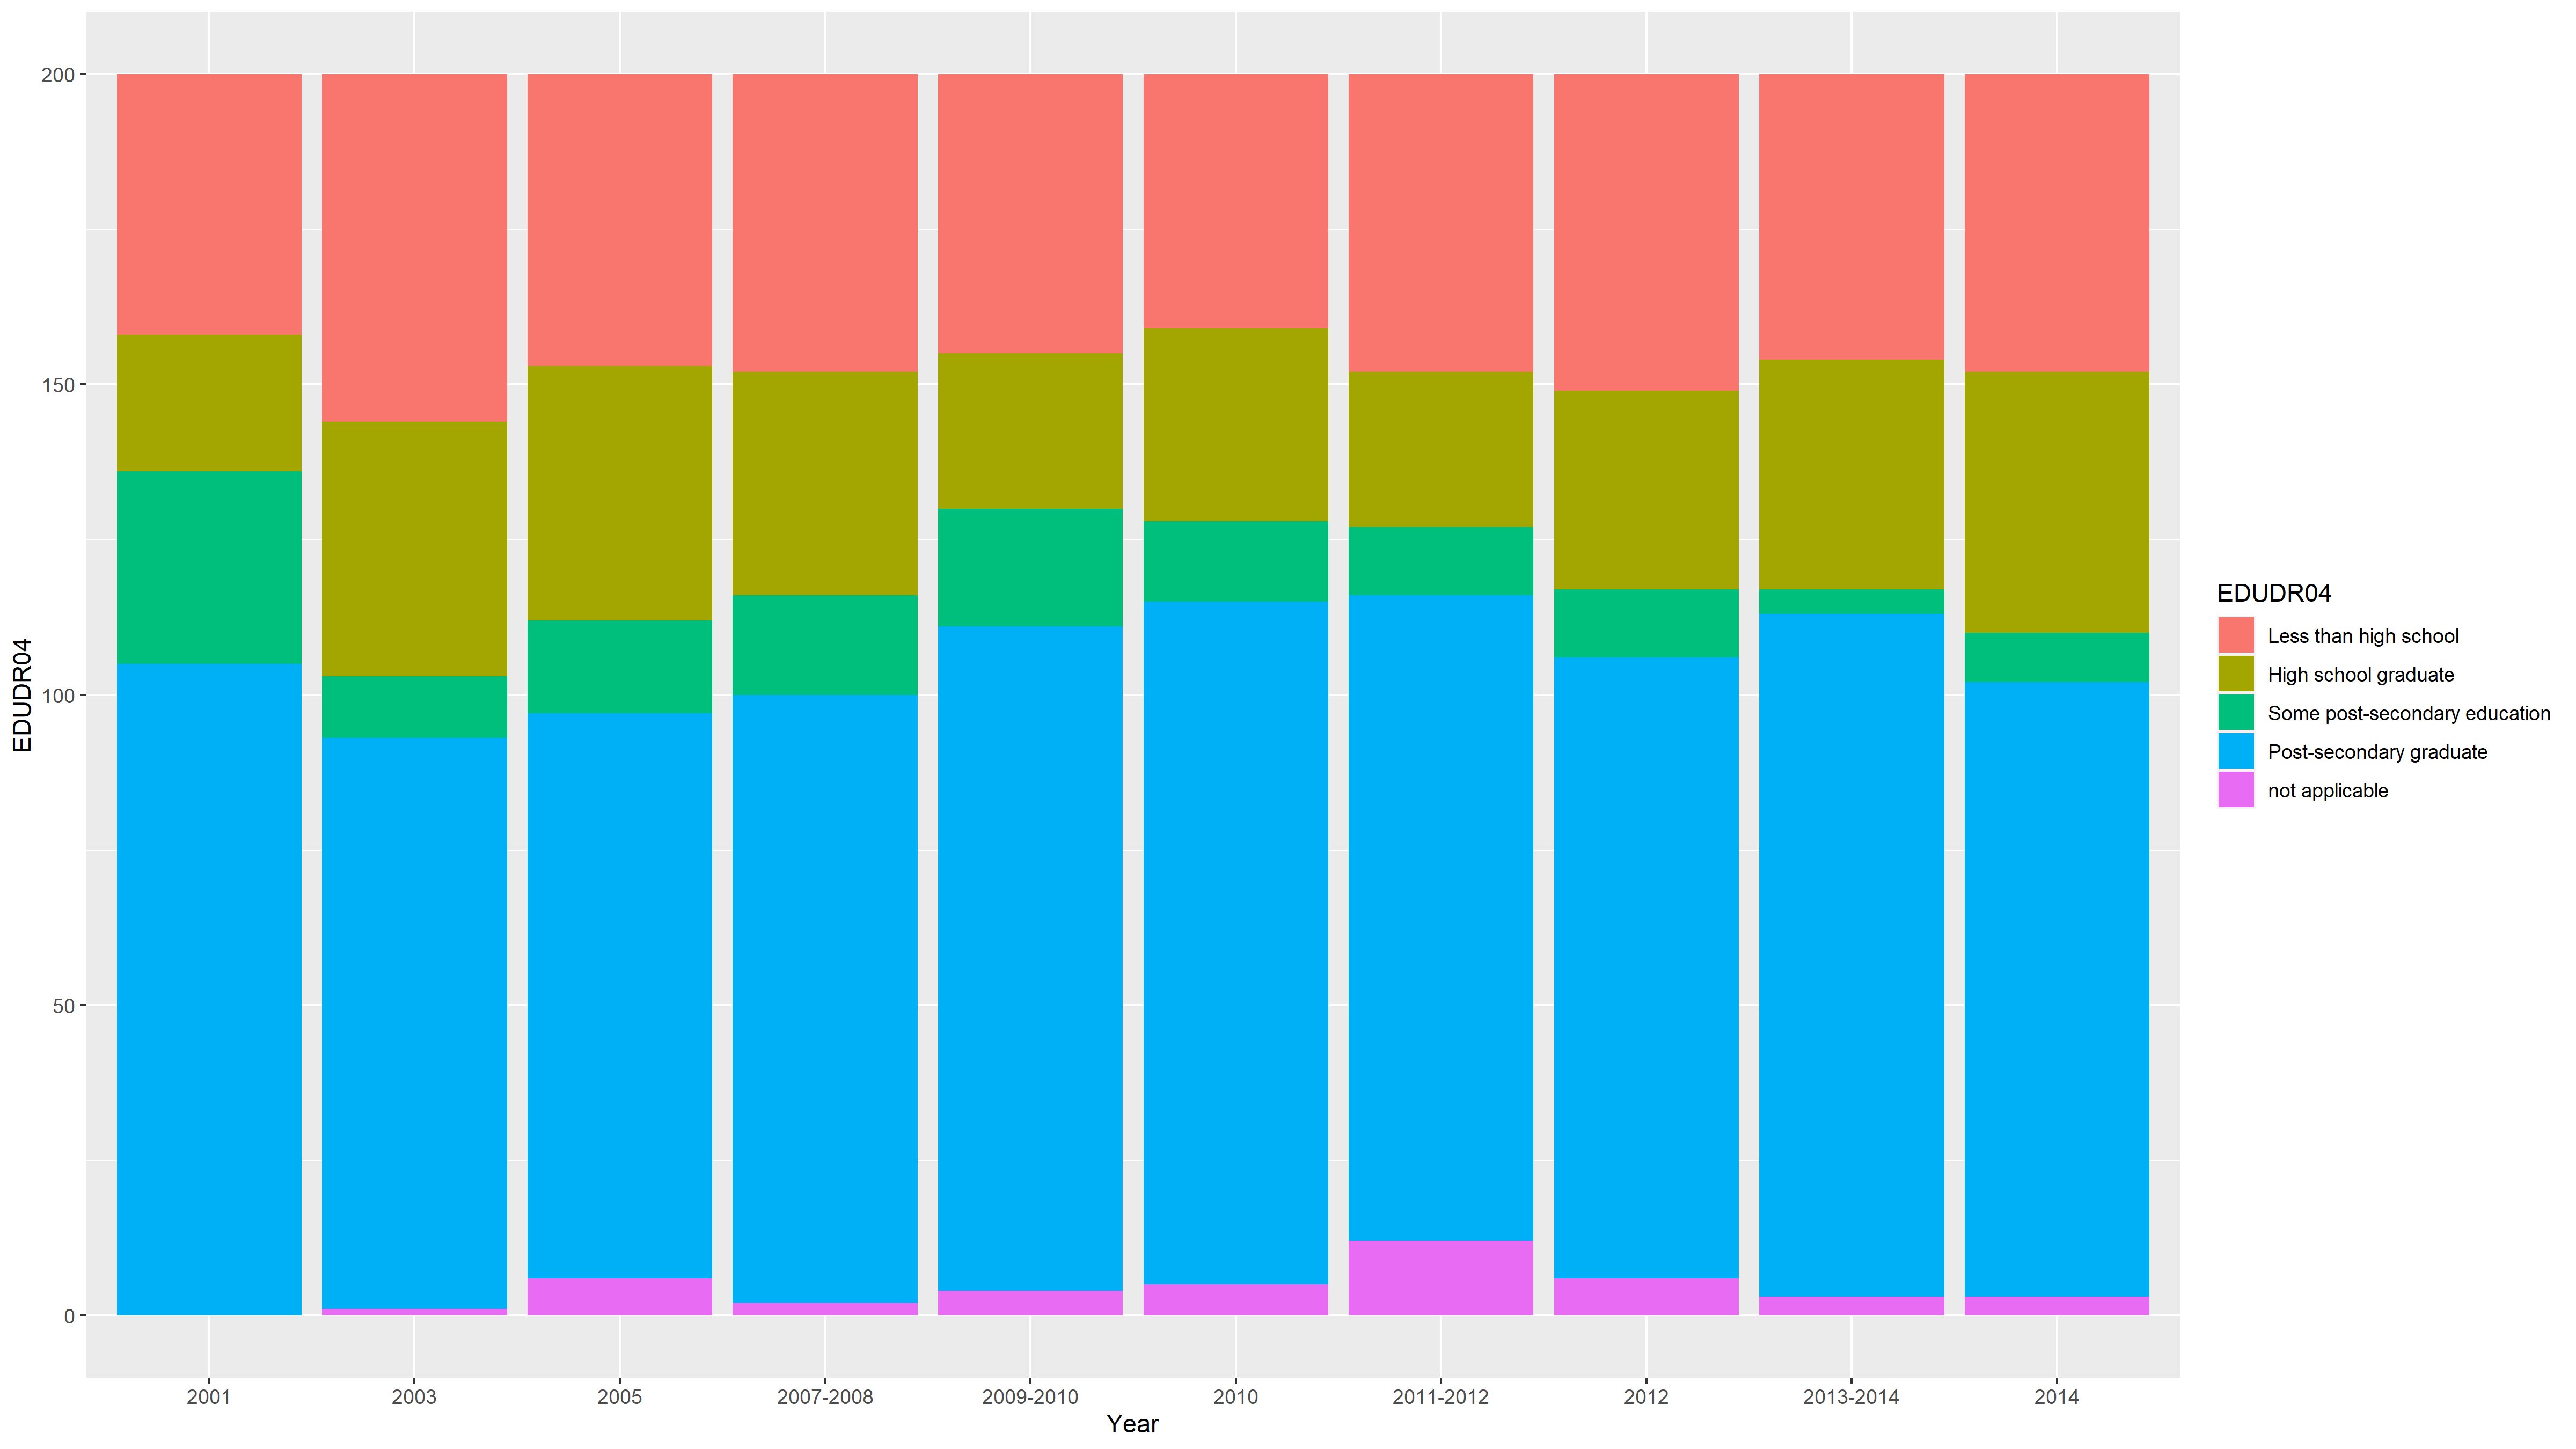 200
150
100
50
0
EDUDR04
2001 2003 2005 2007-2008 2009-2010 2010 2011-2012 2012 2013-2014 2014
Year
EDUDR04
Less than high school
High school graduate
Some post-secondary education
Post-secondary graduate
not applicable